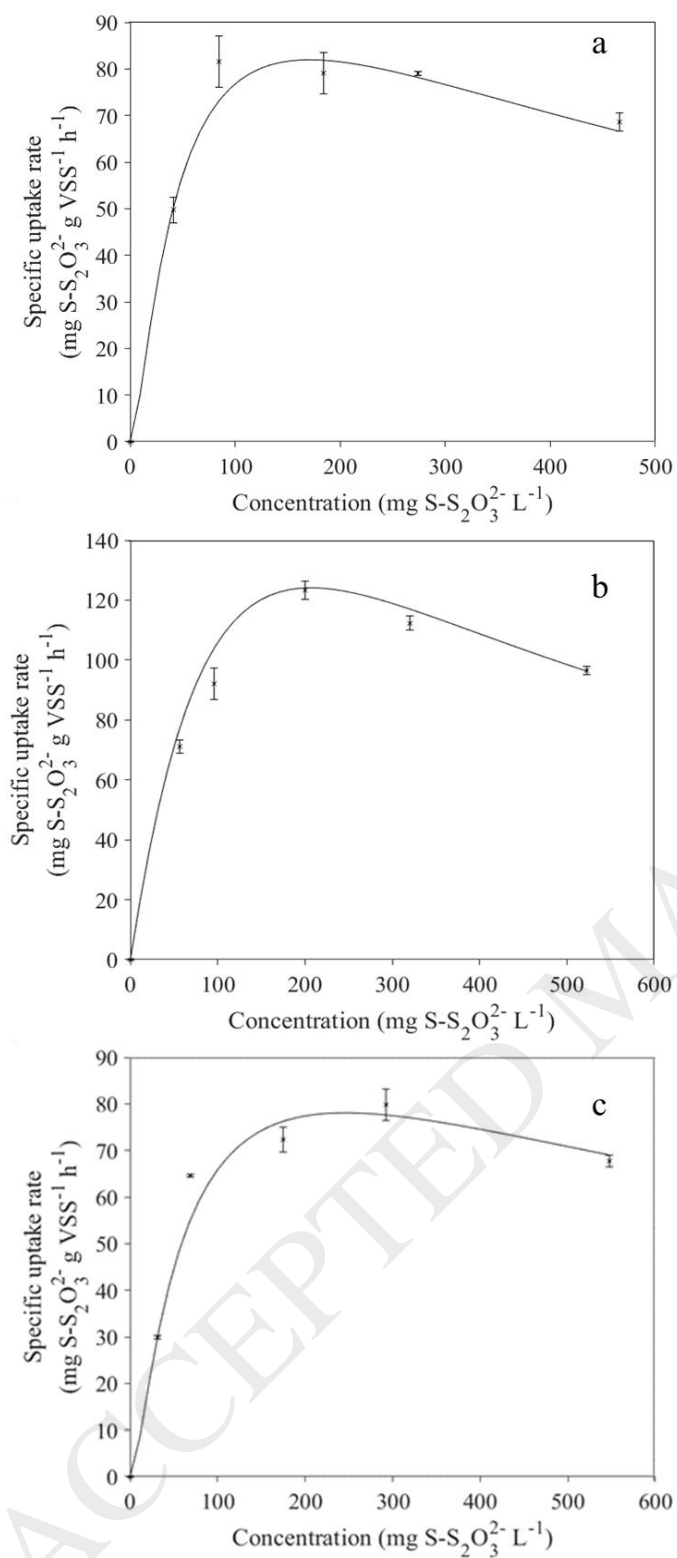 a
90
80
70
60
50
40
30
20
10
0
0 100 200 300 400 500
Specific uptake rate
(mg S-S₂O₃²⁻ g VSS⁻¹ h⁻¹)
Concentration (mg S-S₂O₃²⁻ L⁻¹)
b
140
120
100
80
60
40
20
0
0 100 200 300 400 500 600
Specific uptake rate
(mg S-S₂O₃²⁻ g VSS⁻¹ h⁻¹)
Concentration (mg S-S₂O₃²⁻ L⁻¹)
c
90
80
70
60
50
40
30
20
10
0
0 100 200 300 400 500 600
Specific uptake rate
(mg S-S₂O₃²⁻ g VSS⁻¹ h⁻¹)
Concentration (mg S-S₂O₃²⁻ L⁻¹)
ACCEPTED MA